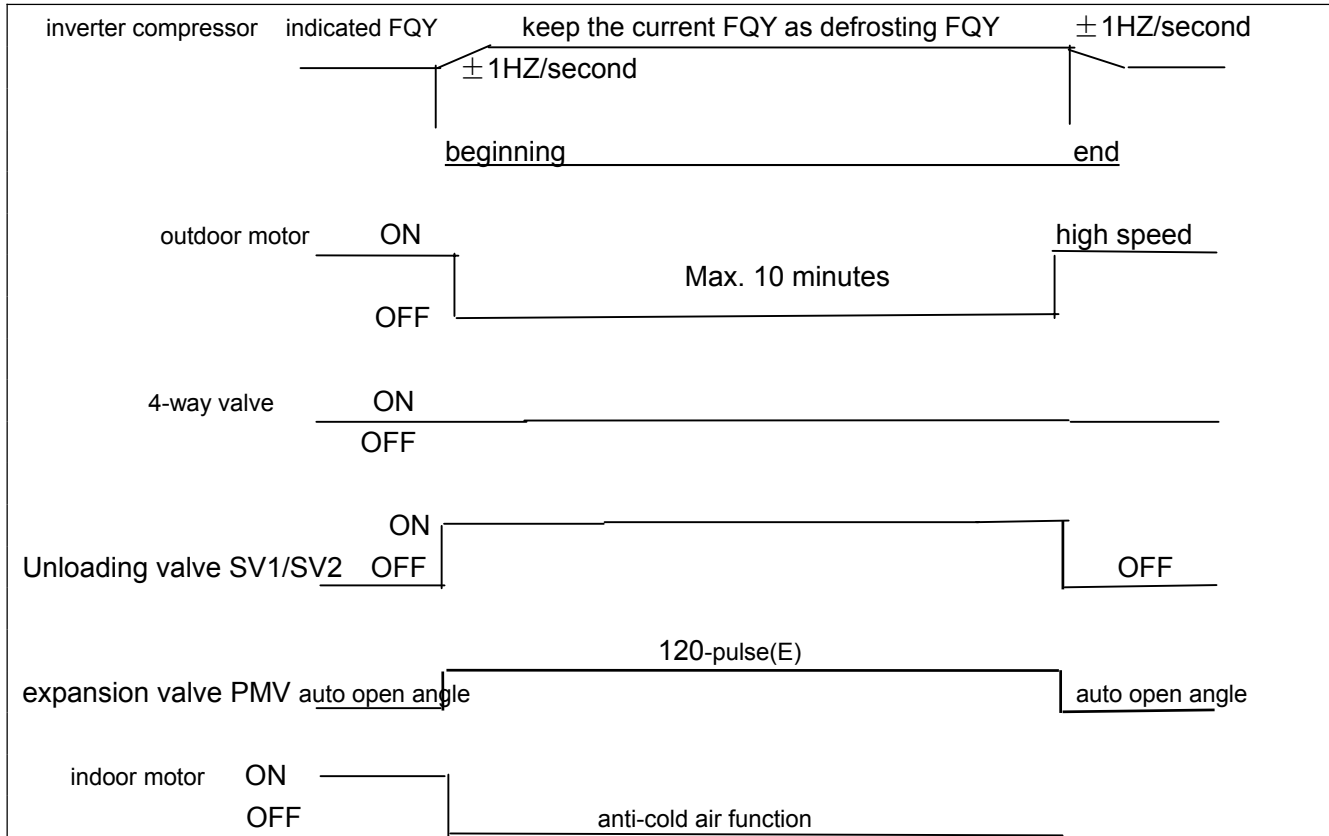 inverter compressor indicated FQY keep the current FQY as defrosting FQY ±1HZ/second
±1HZ/second
beginning end
outdoor motor ON high speed
Max. 10 minutes
OFF
4-way valve ON
OFF
ON
Unloading valve SV1/SV2 OFF OFF
120-pulse(E)
expansion valve PMV auto open angle auto open angle
indoor motor ON
OFF anti-cold air function